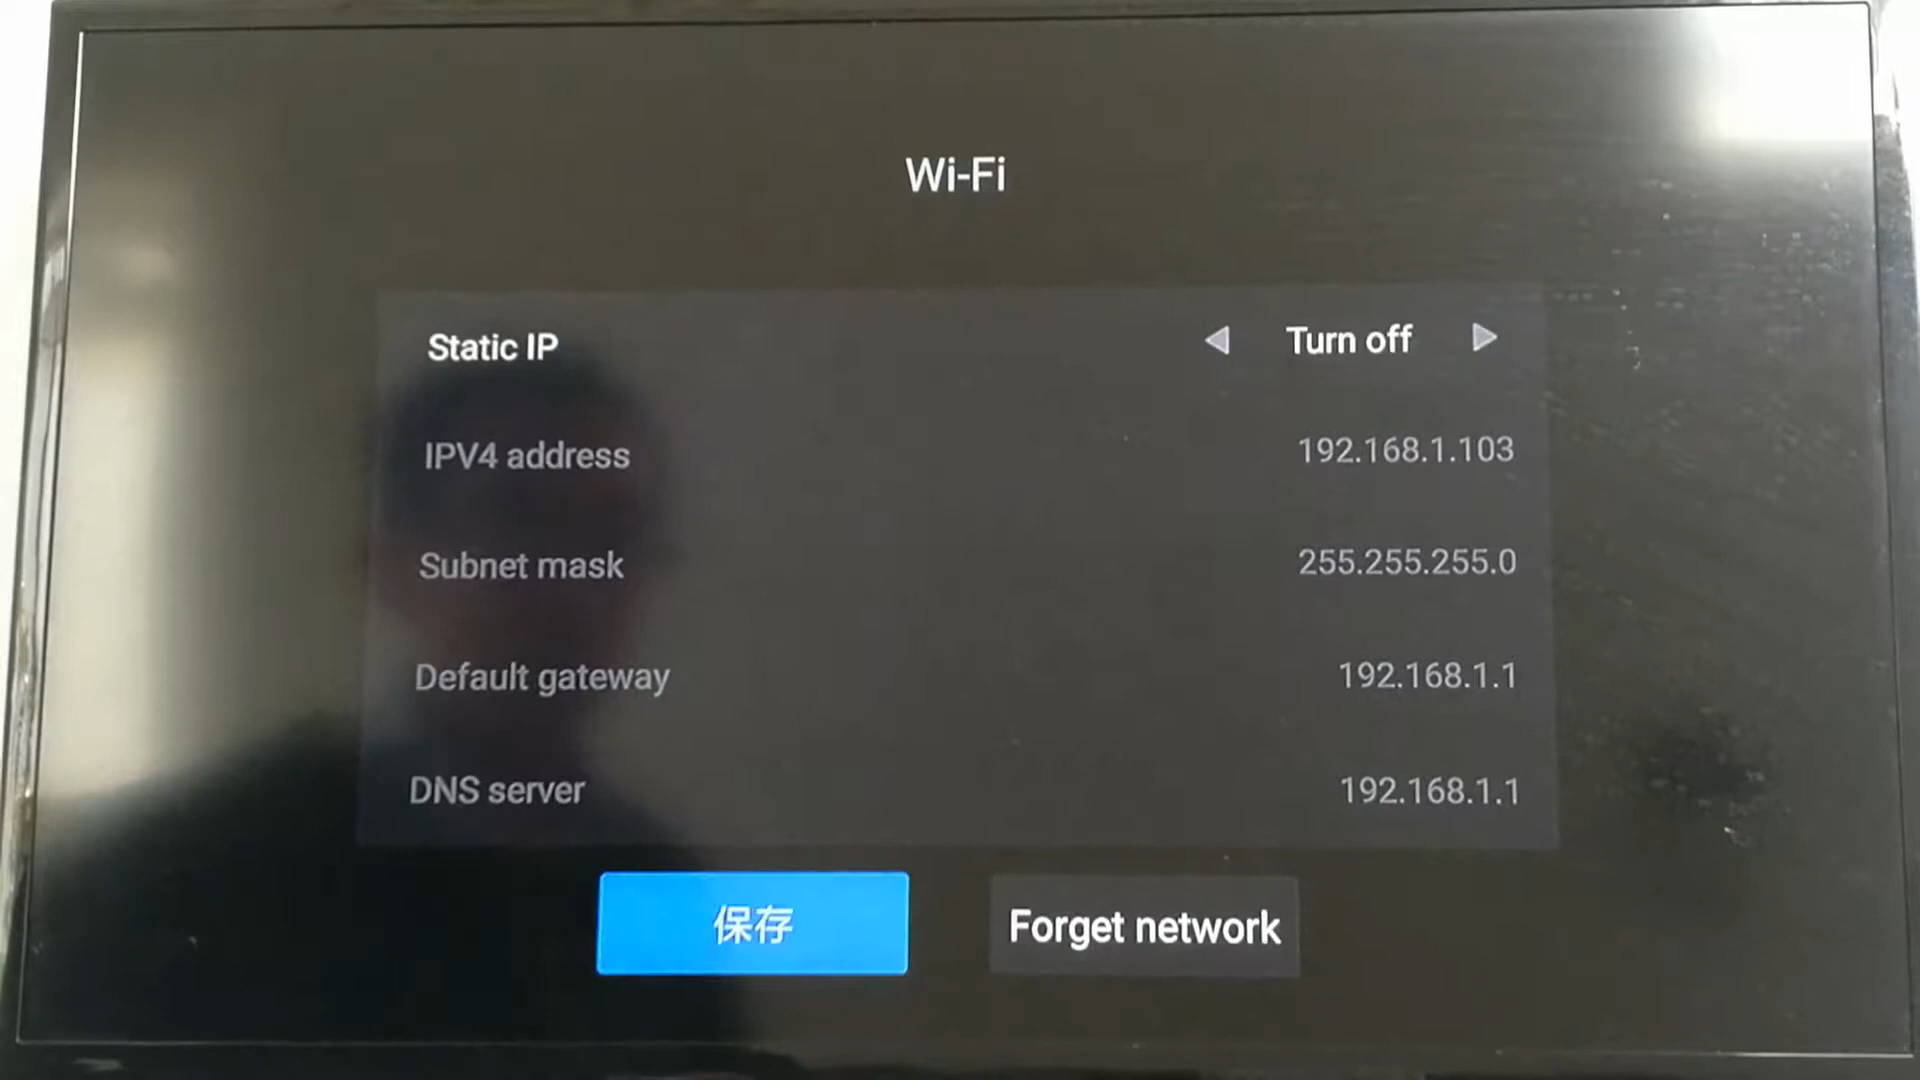 Wi-Fi
Static IP
Turn off
IPV4 address
192.168.1.103
Subnet mask
255.255.255.0
Default gateway
192.168.1.1
DNS server
192.168.1.1
保存
Forget network